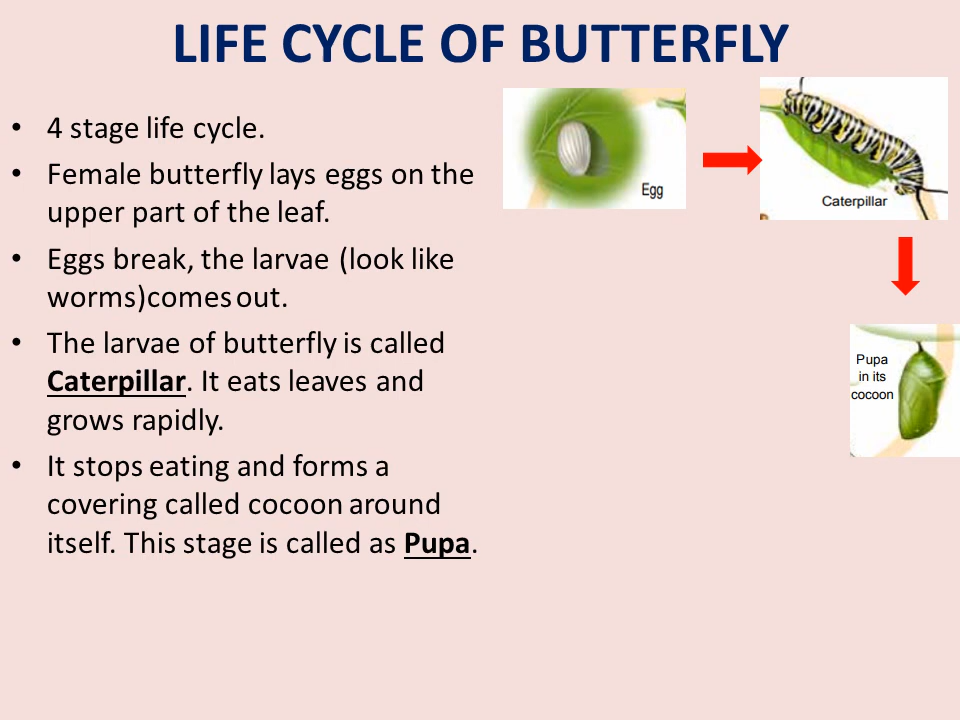 LIFE CYCLE OF BUTTERFLY
• 4 stage life cycle.
• Female butterfly lays eggs on the
upper part of the leaf.
• Eggs break, the larvae (look like
worms)comes out.
• The larvae of butterfly is called
Caterpillar. It eats leaves and
grows rapidly.
• It stops eating and forms a
covering called cocoon around
itself. This stage is called as Pupa.
Egg
Caterpillar
Pupa
in its
cocoon